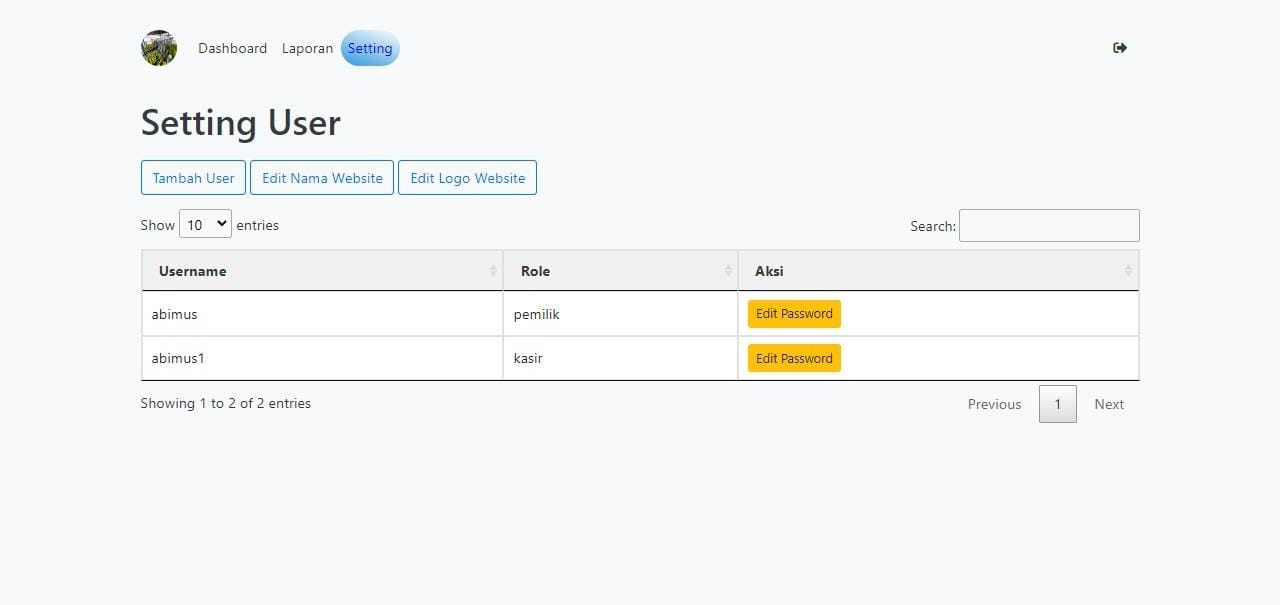 Dashboard Laporan Setting
Setting User
Tambah User Edit Nama Website Edit Logo Website
Show 10 entries Search:
Username Role Aksi
abimus pemilik Edit Password
abimus1 kasir Edit Password
Showing 1 to 2 of 2 entries Previous 1 Next